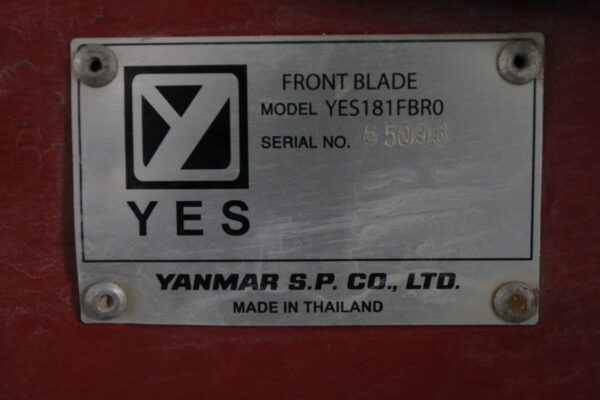 FRONT BLADE
MODEL YES181FBR0
SERIAL NO.
YES
YANMAR S.P. CO., LTD.
MADE IN THAILAND